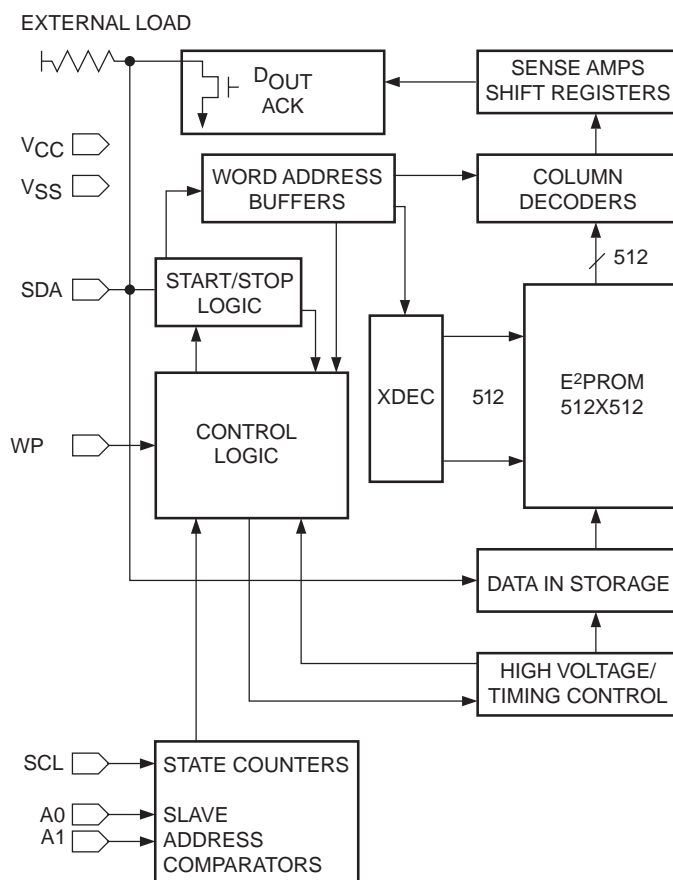 EXTERNAL LOAD
DOUT
ACK
SENSE AMPS
SHIFT REGISTERS
VCC
VSS
WORD ADDRESS
BUFFERS
COLUMN
DECODERS
512
SDA
START/STOP
LOGIC
XDEC
512
E²PROM
512X512
WP
CONTROL
LOGIC
DATA IN STORAGE
HIGH VOLTAGE/
TIMING CONTROL
SCL
STATE COUNTERS
A0
SLAVE
A1
ADDRESS
COMPARATORS